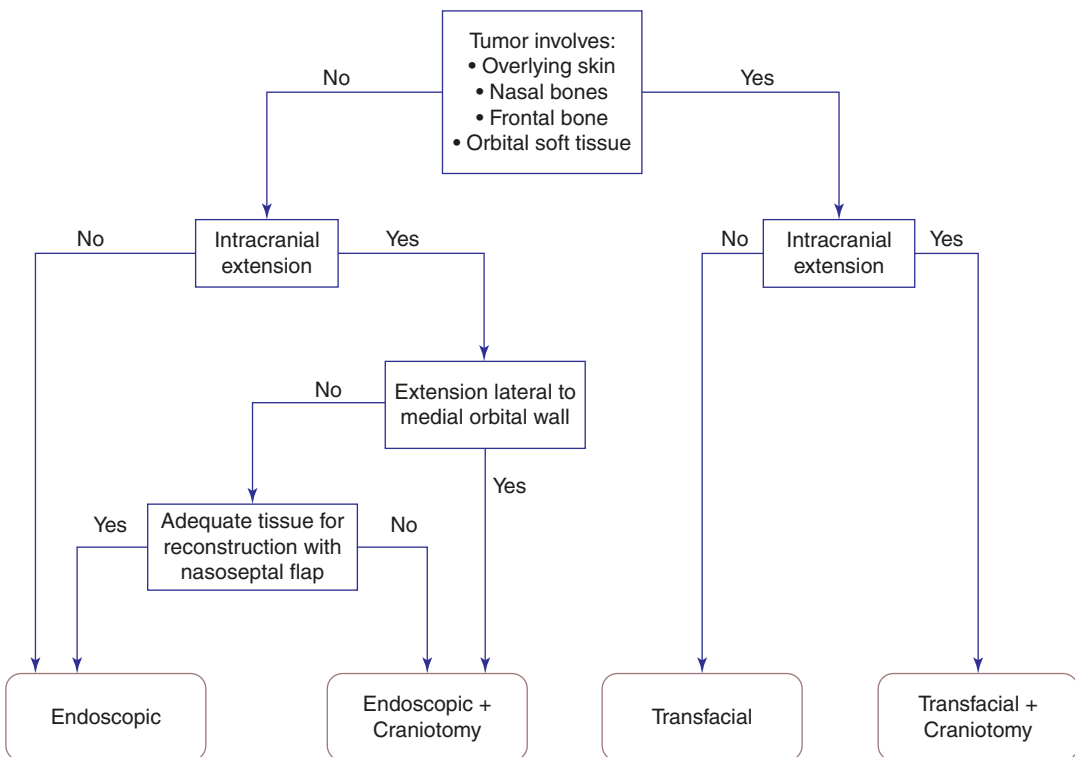 Tumor involves:
• Overlying skin
• Nasal bones
• Frontal bone
• Orbital soft tissue
No
Yes
No
Intracranial
extension
Yes
No
Intracranial
extension
Yes
No
Extension lateral to
medial orbital wall
Yes
Yes
Adequate tissue for
reconstruction with
nasoseptal flap
No
Endoscopic
Endoscopic +
Craniotomy
Transfacial
Transfacial +
Craniotomy